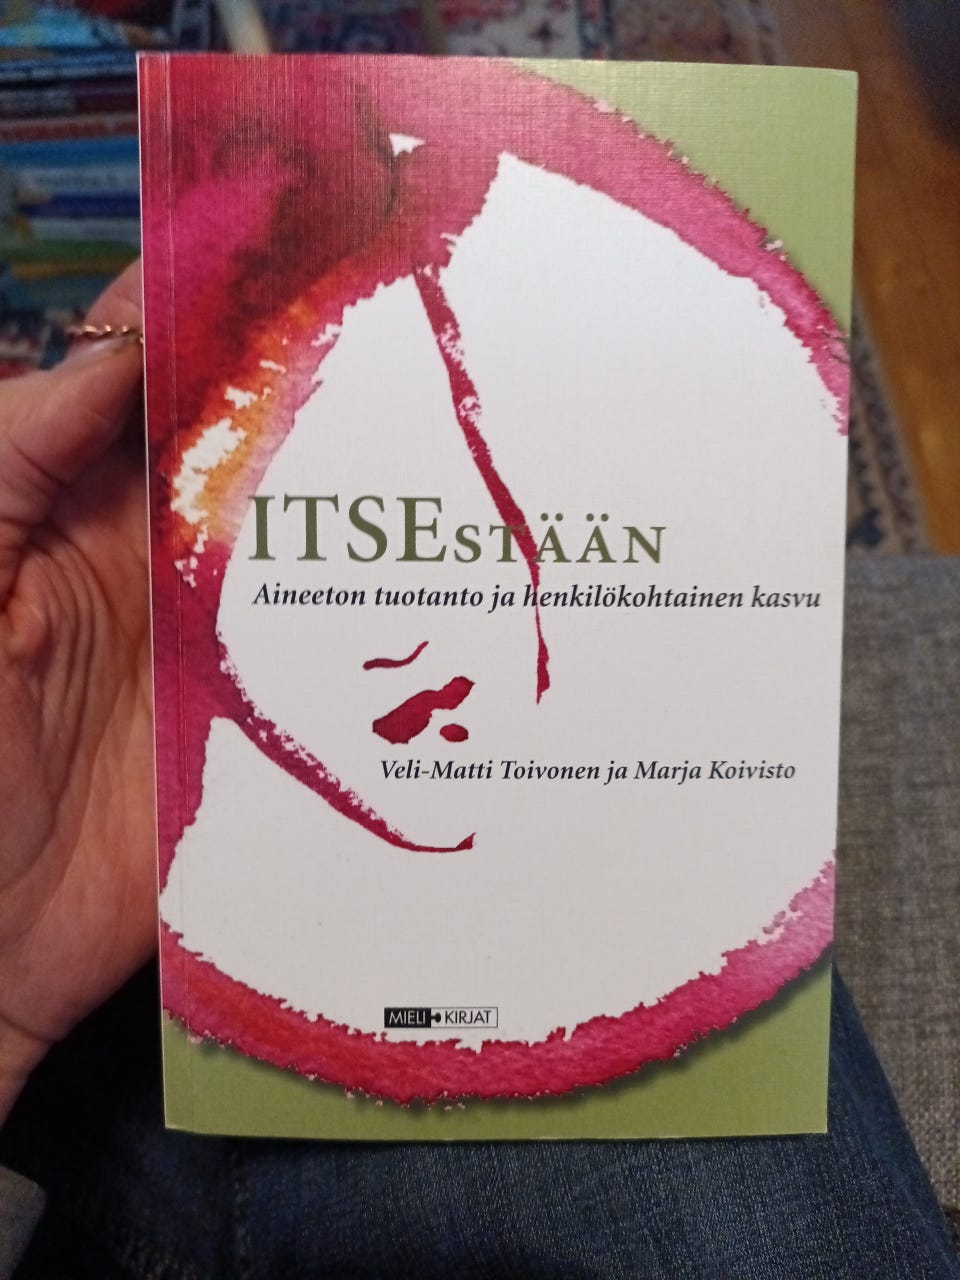 ITSESTÄÄN
Aineeton tuotanto ja henkilökohtainen kasvu
Veli-Matti Toivonen ja Marja Koivisto
MIELI KIRJAT